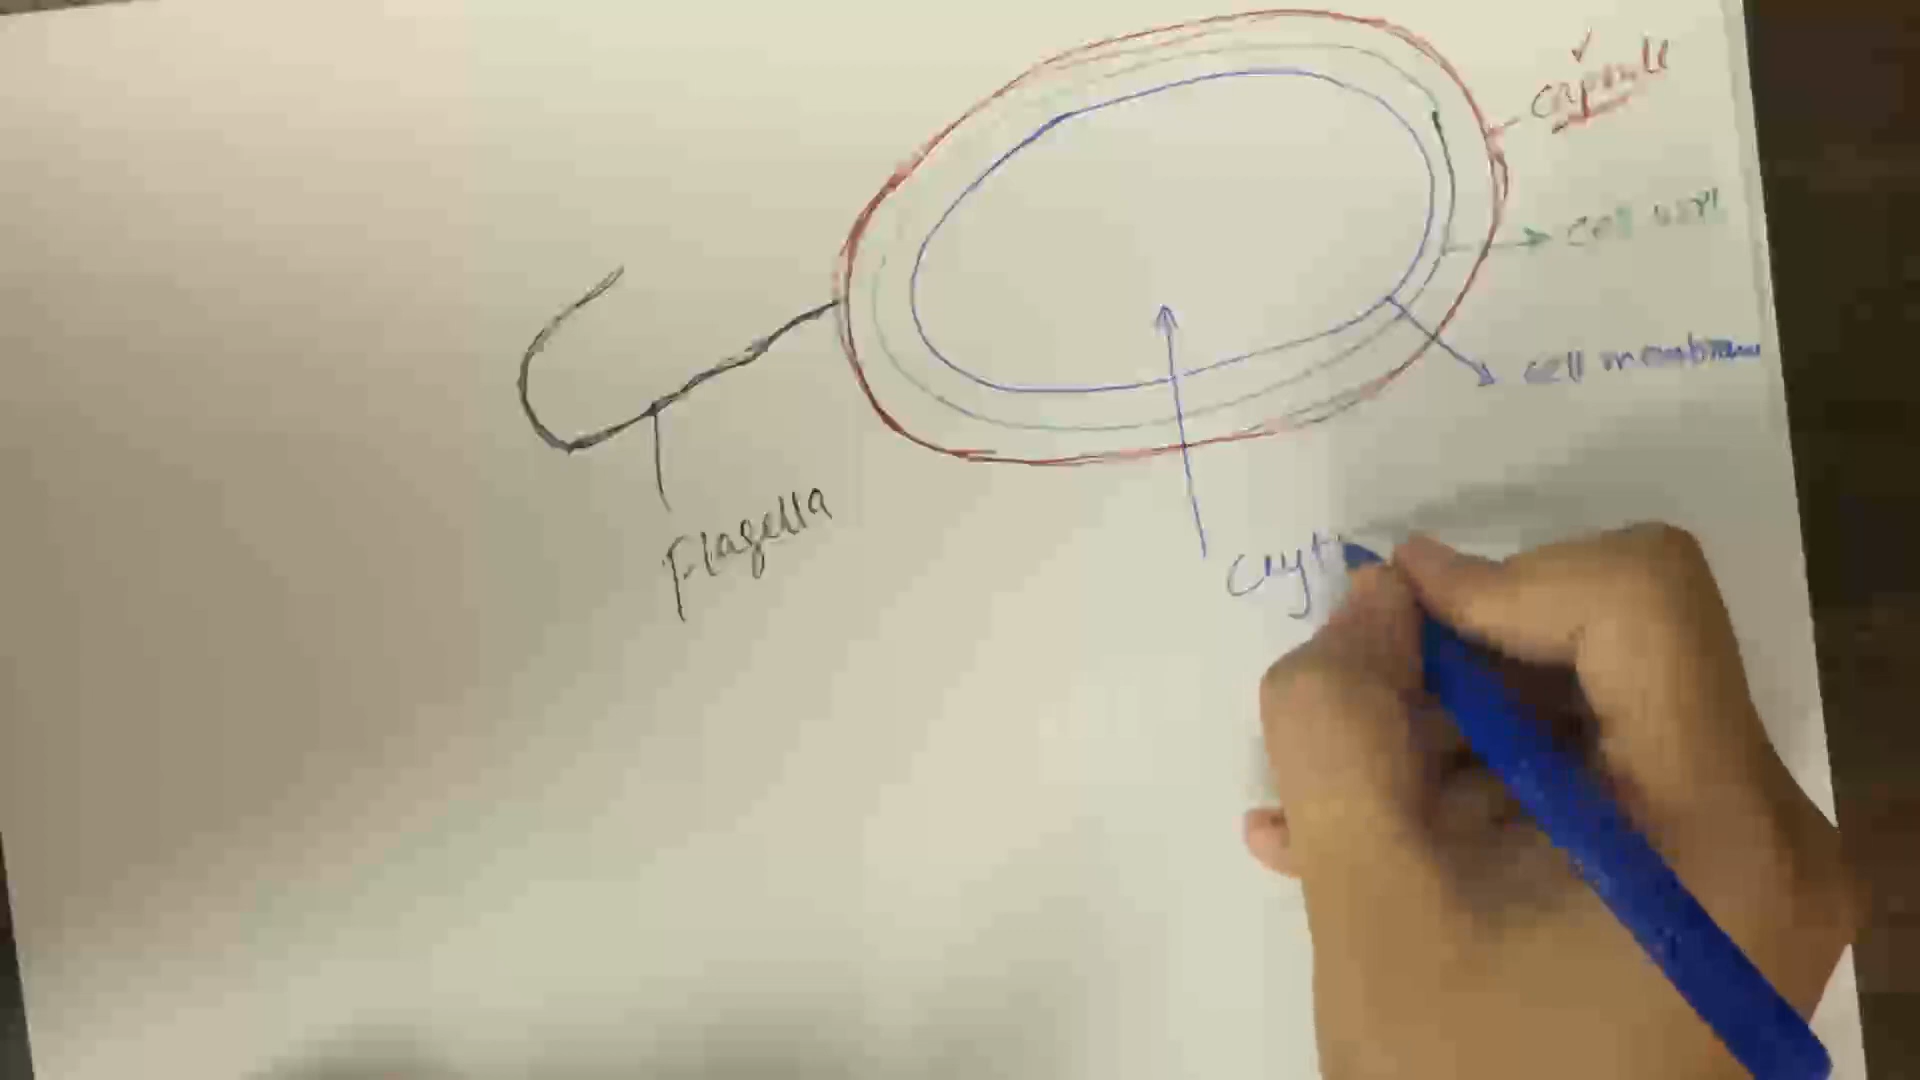 capsule
cell wall
cell membrane
Flagella
Cyt